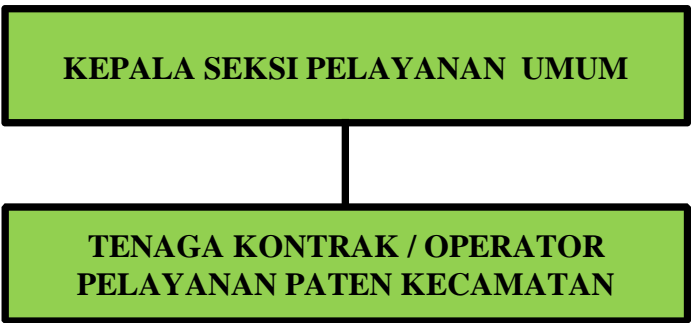 KEPALA SEKSI PELAYANAN UMUM
TENAGA KONTRAK / OPERATOR
PELAYANAN PATEN KECAMATAN